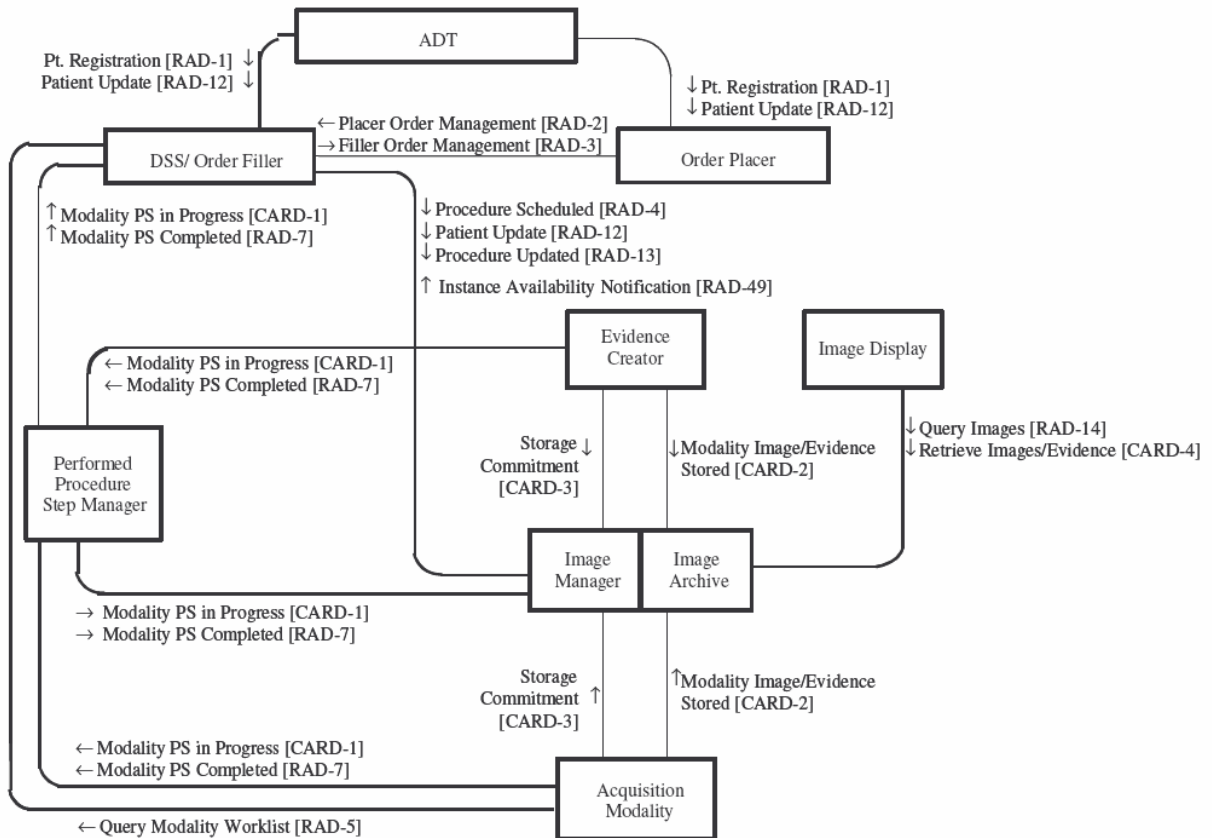 ADT
Pt. Registration [RAD-1] ↓
Patient Update [RAD-12] ↓
↓ Pt. Registration [RAD-1]
↓ Patient Update [RAD-12]
← Placer Order Management [RAD-2]
→ Filler Order Management [RAD-3]
DSS/ Order Filler
Order Placer
↑ Modality PS in Progress [CARD-1]
↑ Modality PS Completed [RAD-7]
↓ Procedure Scheduled [RAD-4]
↓ Patient Update [RAD-12]
↓ Procedure Updated [RAD-13]
↑ Instance Availability Notification [RAD-49]
Evidence
Creator
Image Display
← Modality PS in Progress [CARD-1]
← Modality PS Completed [RAD-7]
↓ Query Images [RAD-14]
↓ Retrieve Images/Evidence [CARD-4]
Storage
Commitment ↓
[CARD-3]
↓ Modality Image/Evidence
Stored [CARD-2]
Performed
Procedure
Step Manager
Image
Manager
Image
Archive
→ Modality PS in Progress [CARD-1]
→ Modality PS Completed [RAD-7]
Storage
Commitment ↑
[CARD-3]
↑ Modality Image/Evidence
Stored [CARD-2]
← Modality PS in Progress [CARD-1]
← Modality PS Completed [RAD-7]
Acquisition
Modality
← Query Modality Worklist [RAD-5]